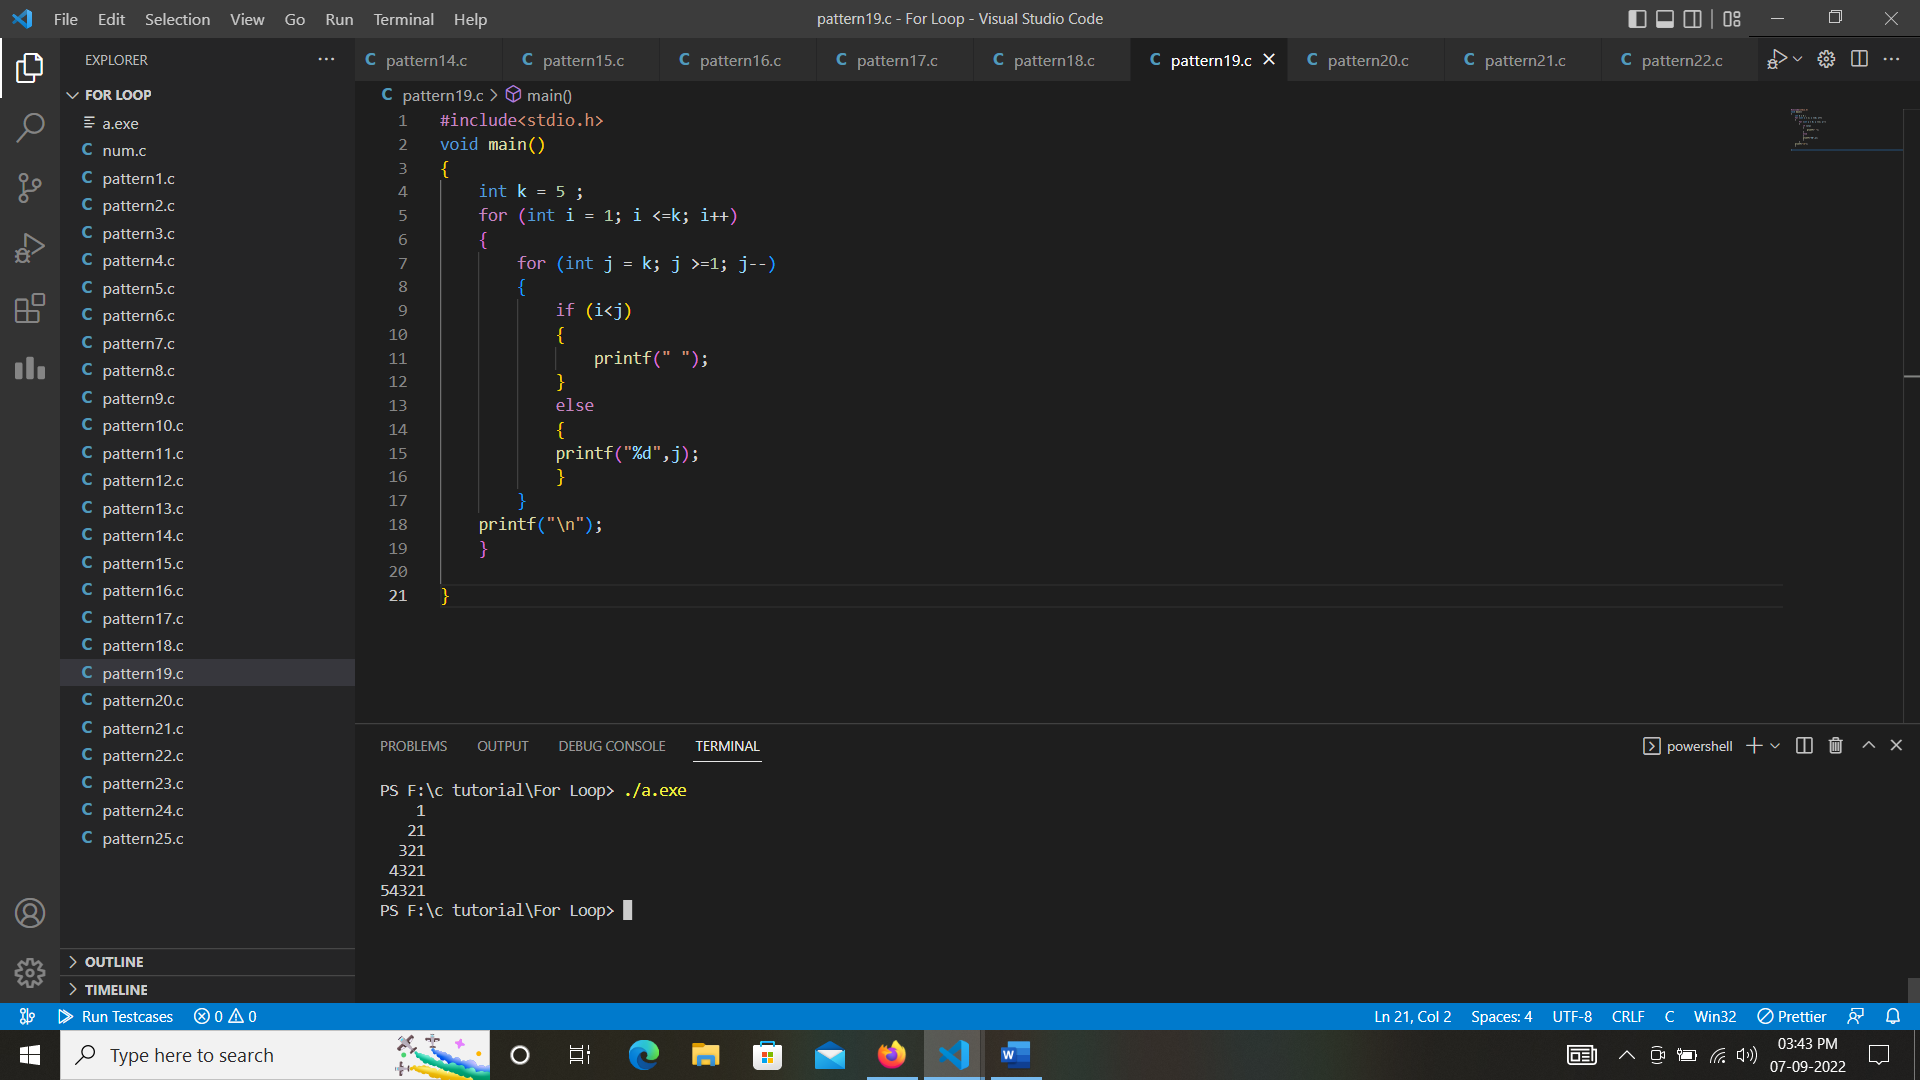 File Edit Selection View Go Run Terminal Help
pattern19.c - For Loop - Visual Studio Code
EXPLORER
FOR LOOP
a.exe
num.c
pattern1.c
pattern2.c
pattern3.c
pattern4.c
pattern5.c
pattern6.c
pattern7.c
pattern8.c
pattern9.c
pattern10.c
pattern11.c
pattern12.c
pattern13.c
pattern14.c
pattern15.c
pattern16.c
pattern17.c
pattern18.c
pattern19.c
pattern20.c
pattern21.c
pattern22.c
pattern23.c
pattern24.c
pattern25.c
OUTLINE
TIMELINE
pattern14.c pattern15.c pattern16.c pattern17.c pattern18.c pattern19.c pattern20.c pattern21.c pattern22.c
pattern19.c > main()
1 #include<stdio.h>
2 void main()
3 {
4     int k = 5 ;
5     for (int i = 1; i <=k; i++)
6     {
7         for (int j = k; j >=1; j--)
8         {
9             if (i<j)
10             {
11                 printf(" ");
12             }
13             else
14             {
15             printf("%d",j);
16             }
17         }
18     printf("\n");
19     }
20
21 }
PROBLEMS OUTPUT DEBUG CONSOLE TERMINAL
powershell
PS F:\c tutorial\For Loop> ./a.exe
    1
   21
  321
 4321
54321
PS F:\c tutorial\For Loop>
Run Testcases 0 0
Ln 21, Col 2 Spaces: 4 UTF-8 CRLF C Win32 Prettier
Type here to search
03:43 PM
07-09-2022